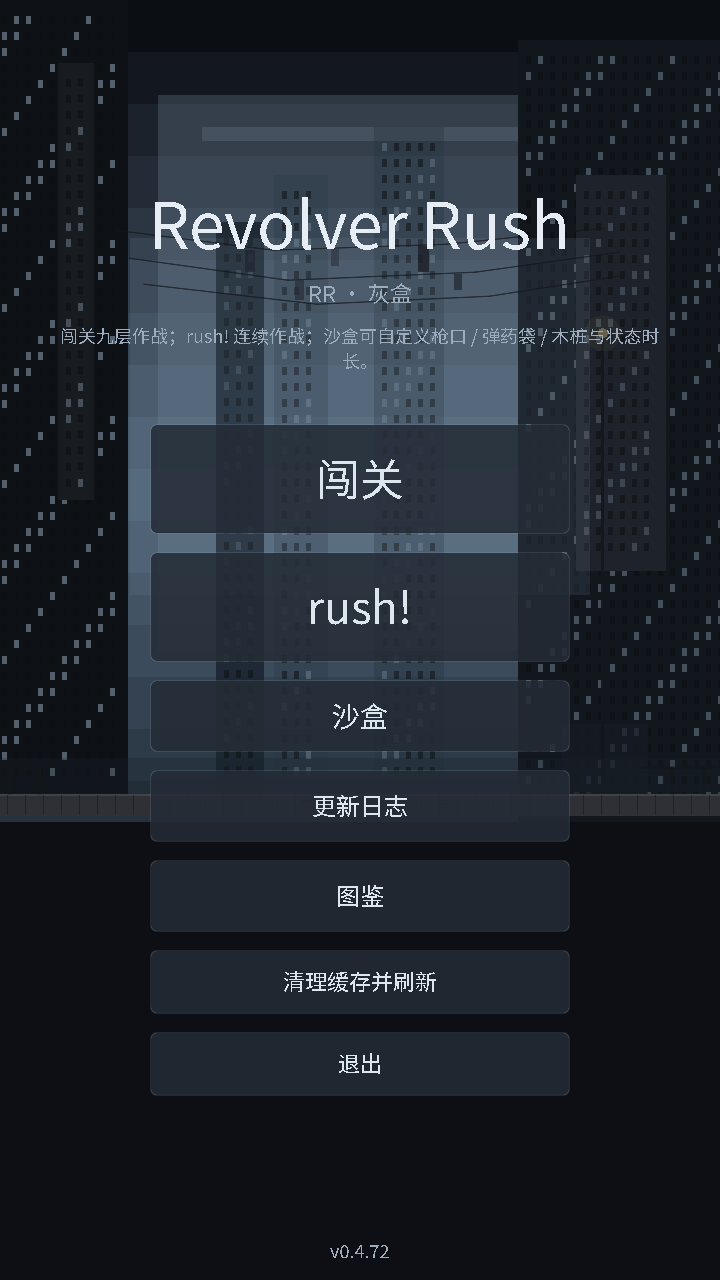 Revolver Rush
RR · 灰盒
闯关九层作战；rush! 连续作战；沙盒可自定义枪口 / 弹药袋 / 木桩与状态时
长。
闯关
rush!
沙盒
更新日志
图鉴
清理缓存并刷新
退出
v0.4.72